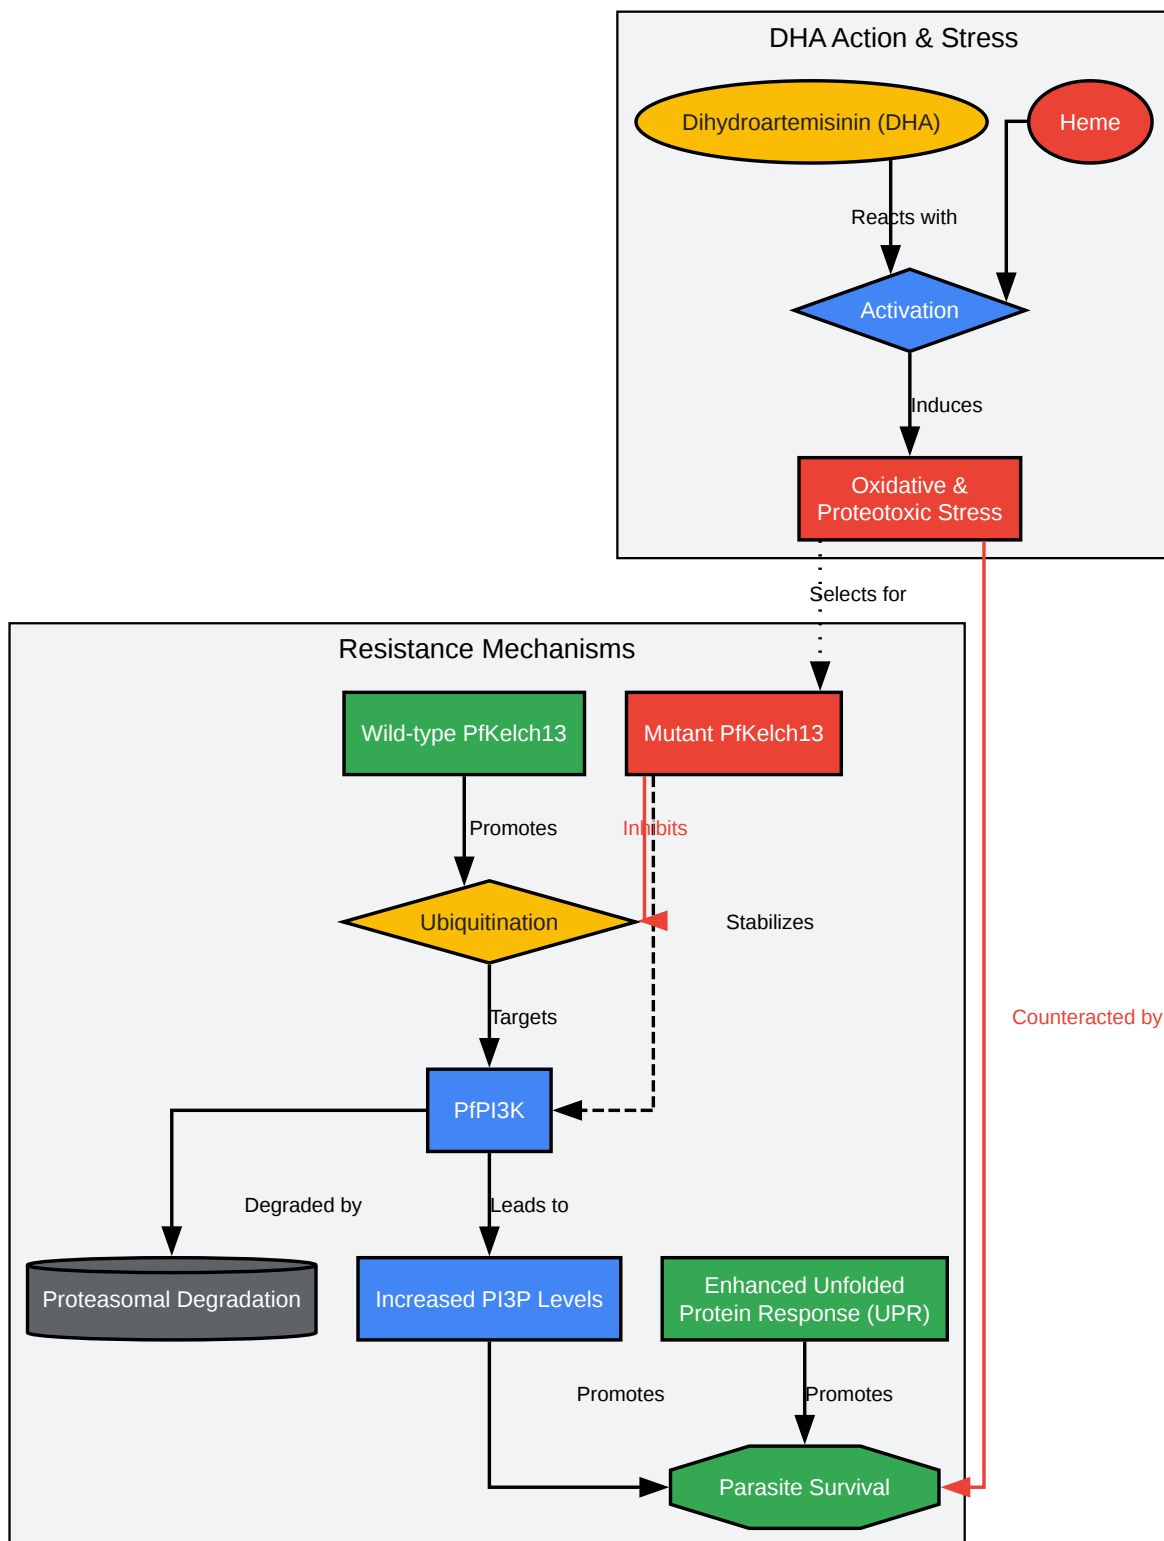 DHA Action & Stress
Dihydroartemisinin (DHA)
Heme
Reacts with
Activation
Induces
Oxidative &
Proteotoxic Stress
Selects for
Resistance Mechanisms
Wild-type PfKelch13
Mutant PfKelch13
Promotes
Inhibits
Ubiquitination
Stabilizes
Targets
Counteracted by
PfPI3K
Degraded by
Leads to
Proteasomal Degradation
Increased PI3P Levels
Enhanced Unfolded
Protein Response (UPR)
Promotes
Promotes
Parasite Survival